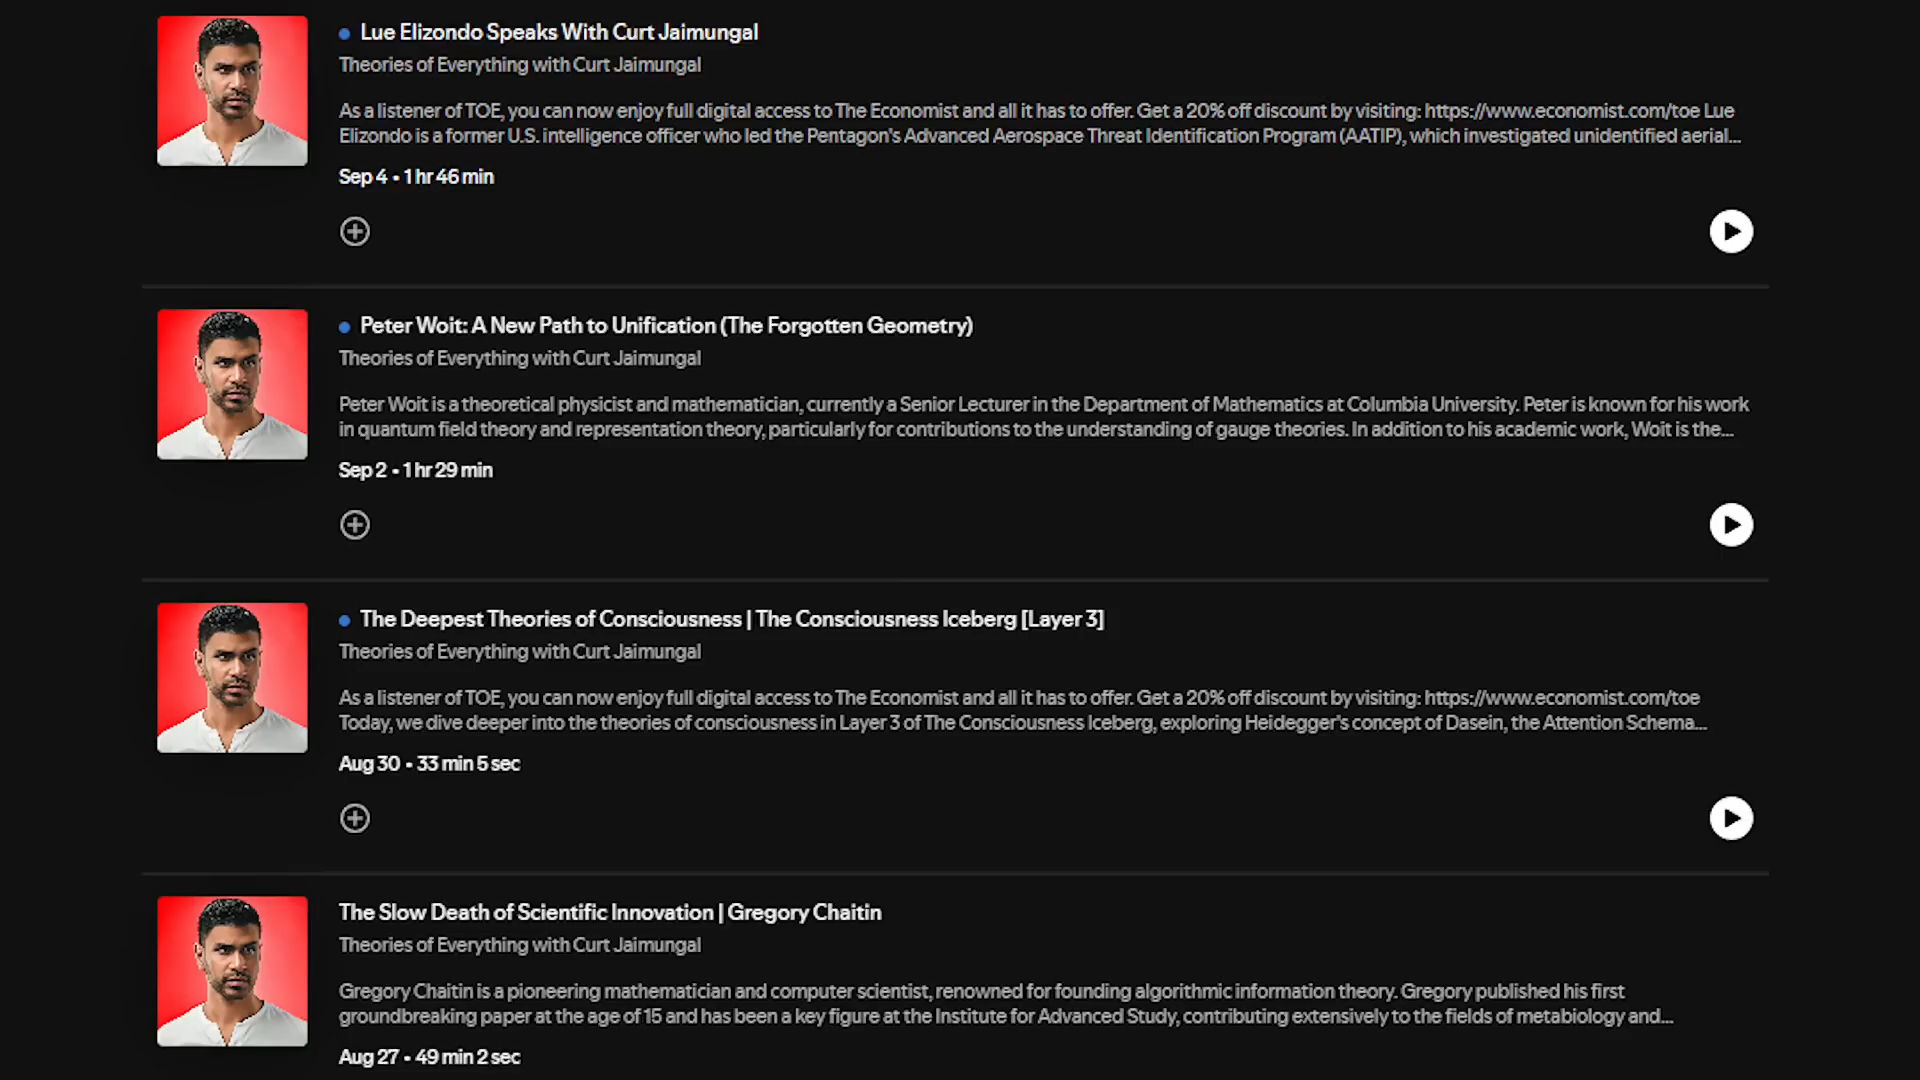 Lue Elizondo Speaks With Curt Jaimungal
Theories of Everything with Curt Jaimungal
As a listener of TOE, you can now enjoy full digital access to The Economist and all it has to offer. Get a 20% off discount by visiting: https://www.economist.com/toe Lue
Elizondo is a former U.S. intelligence officer who led the Pentagon's Advanced Aerospace Threat Identification Program (AATIP), which investigated unidentified aerial...
Sep 4 • 1 hr 46 min
Peter Woit: A New Path to Unification (The Forgotten Geometry)
Theories of Everything with Curt Jaimungal
Peter Woit is a theoretical physicist and mathematician, currently a Senior Lecturer in the Department of Mathematics at Columbia University. Peter is known for his work
in quantum field theory and representation theory, particularly for contributions to the understanding of gauge theories. In addition to his academic work, Woit is the...
Sep 2 • 1 hr 29 min
The Deepest Theories of Consciousness | The Consciousness Iceberg [Layer 3]
Theories of Everything with Curt Jaimungal
As a listener of TOE, you can now enjoy full digital access to The Economist and all it has to offer. Get a 20% off discount by visiting: https://www.economist.com/toe
Today, we dive deeper into the theories of consciousness in Layer 3 of The Consciousness Iceberg, exploring Heidegger's concept of Dasein, the Attention Schema...
Aug 30 • 33 min 5 sec
The Slow Death of Scientific Innovation | Gregory Chaitin
Theories of Everything with Curt Jaimungal
Gregory Chaitin is a pioneering mathematician and computer scientist, renowned for founding algorithmic information theory. Gregory published his first
groundbreaking paper at the age of 15 and has been a key figure at the Institute for Advanced Study, contributing extensively to the fields of metabiology and...
Aug 27 • 49 min 2 sec